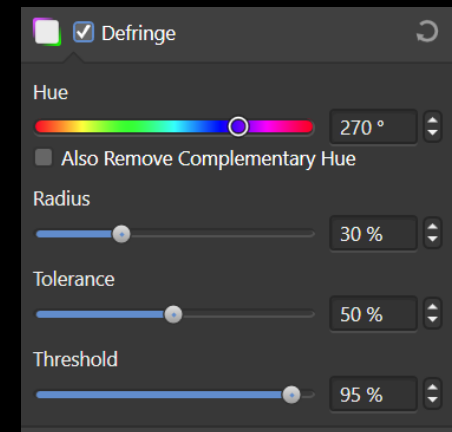 Defringe
Hue
270 °
Also Remove Complementary Hue
Radius
30 %
Tolerance
50 %
Threshold
95 %